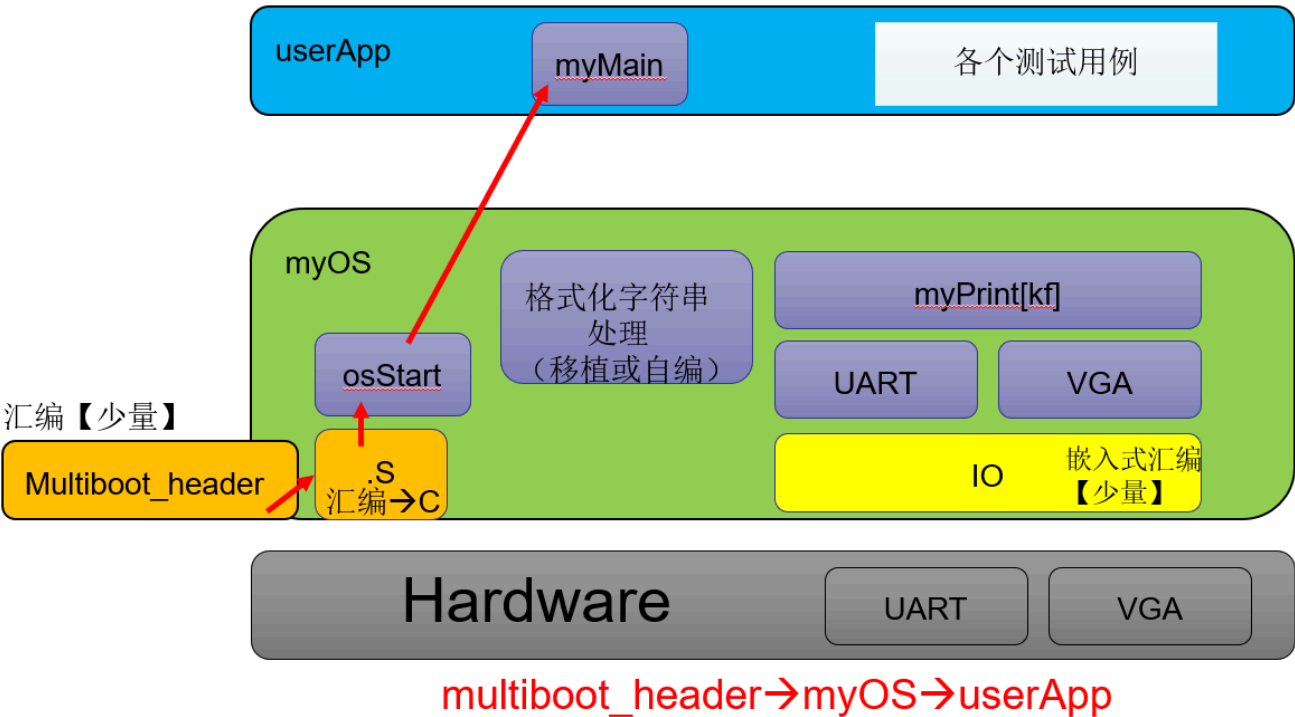 userApp
myMain
各个测试用例
myOS
格式化字符串
处理
（移植或自编）
myPrint[kf]
osStart
UART
VGA
汇编【少量】
Multiboot_header
.S
汇编→C
IO
嵌入式汇编
【少量】
Hardware
UART
VGA
multiboot_header→myOS→userApp